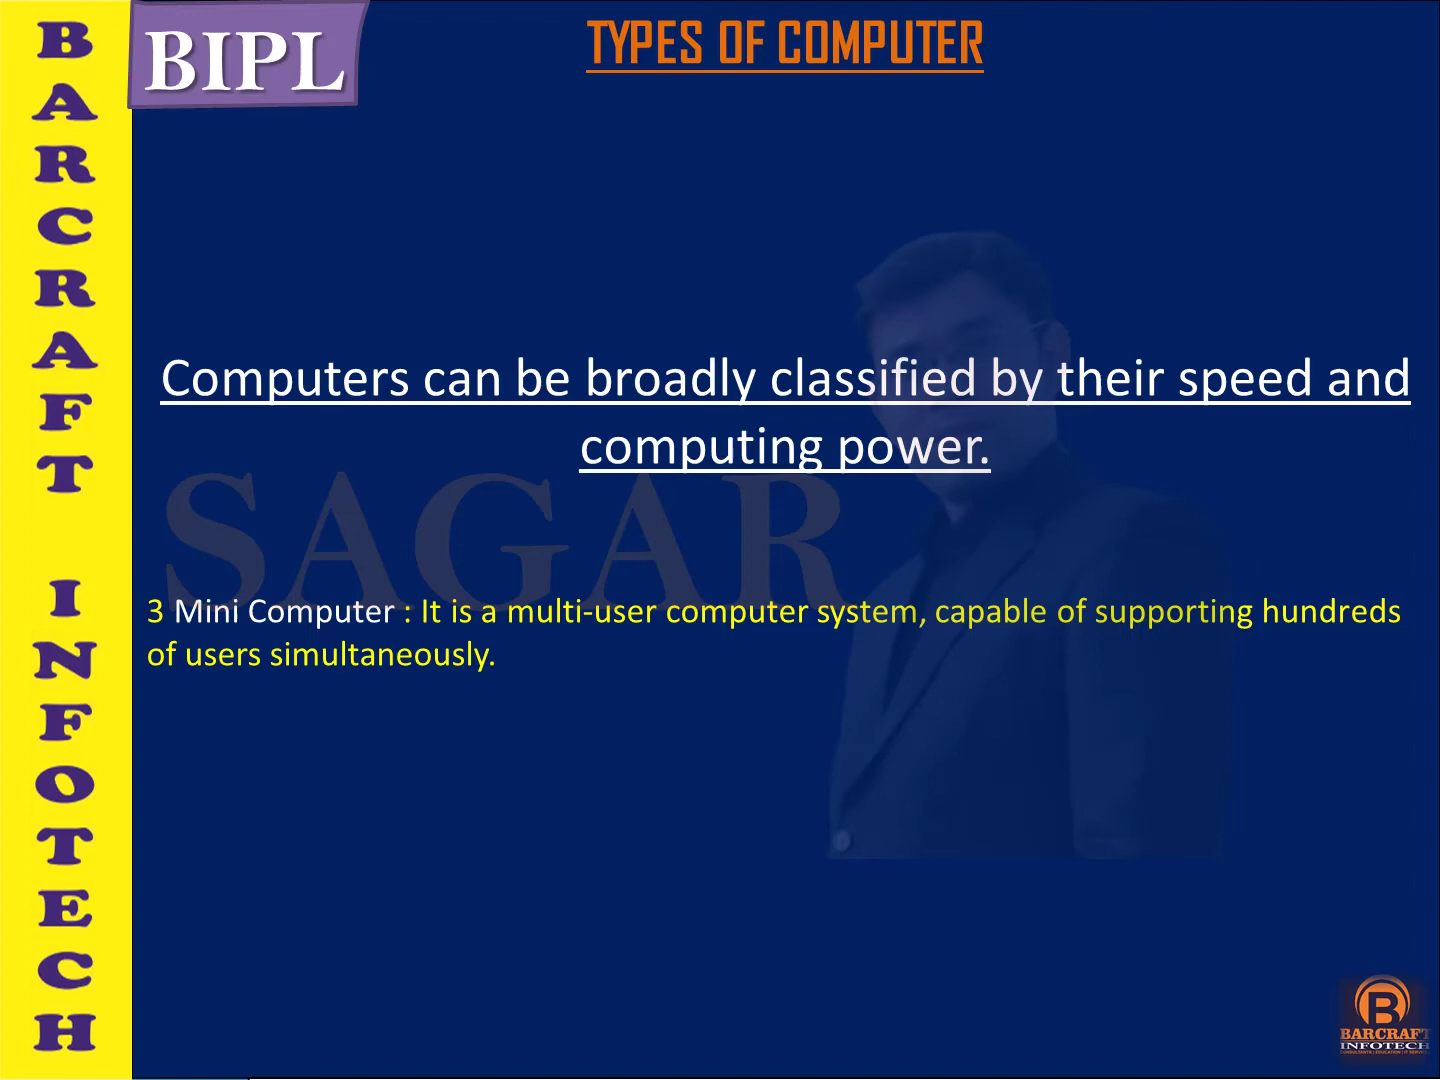 BARCRAFT INFOTECH
BIPL
TYPES OF COMPUTER
Computers can be broadly classified by their speed and
computing power.
SAGAR
3 Mini Computer : It is a multi-user computer system, capable of supporting hundreds
of users simultaneously.
B
BARCRAFT
INFOTECH